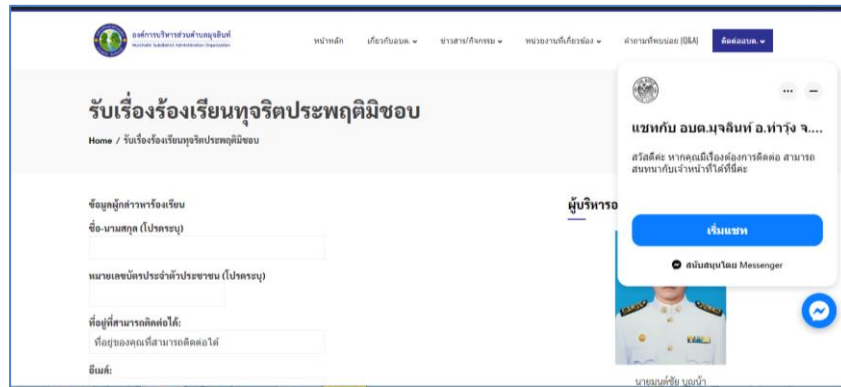 องค์การบริหารส่วนตำบลมุจลินท์
Muchalin Subdistrict Administrative Organization
หน้าหลัก
เกี่ยวกับอบต.
ข่าวสาร/กิจกรรม
หน่วยงานที่เกี่ยวข้อง
คำถามที่พบบ่อย (Q&A)
ติดต่ออบต.
รับเรื่องร้องเรียนทุจริตประพฤติมิชอบ
Home / รับเรื่องร้องเรียนทุจริตประพฤติมิชอบ
ข้อมูลผู้กล่าวหาร้องเรียน
ชื่อ-นามสกุล (โปรดระบุ)
หมายเลขบัตรประจำตัวประชาชน (โปรดระบุ)
ที่อยู่ที่สามารถติดต่อได้:
ที่อยู่ของคุณที่สามารถติดต่อได้
อีเมล์:
ผู้บริหารอ
แชทกับ อบต.มุจลินท์ อ.ท่าวุ้ง จ....
สวัสดีค่ะ หากคุณมีเรื่องต้องการติดต่อ สามารถ
สนทนากับเจ้าหน้าที่ได้ที่นี่ค่ะ
เริ่มแชท
สนับสนุนโดย Messenger
นายมนต์ชัย บุญน้า